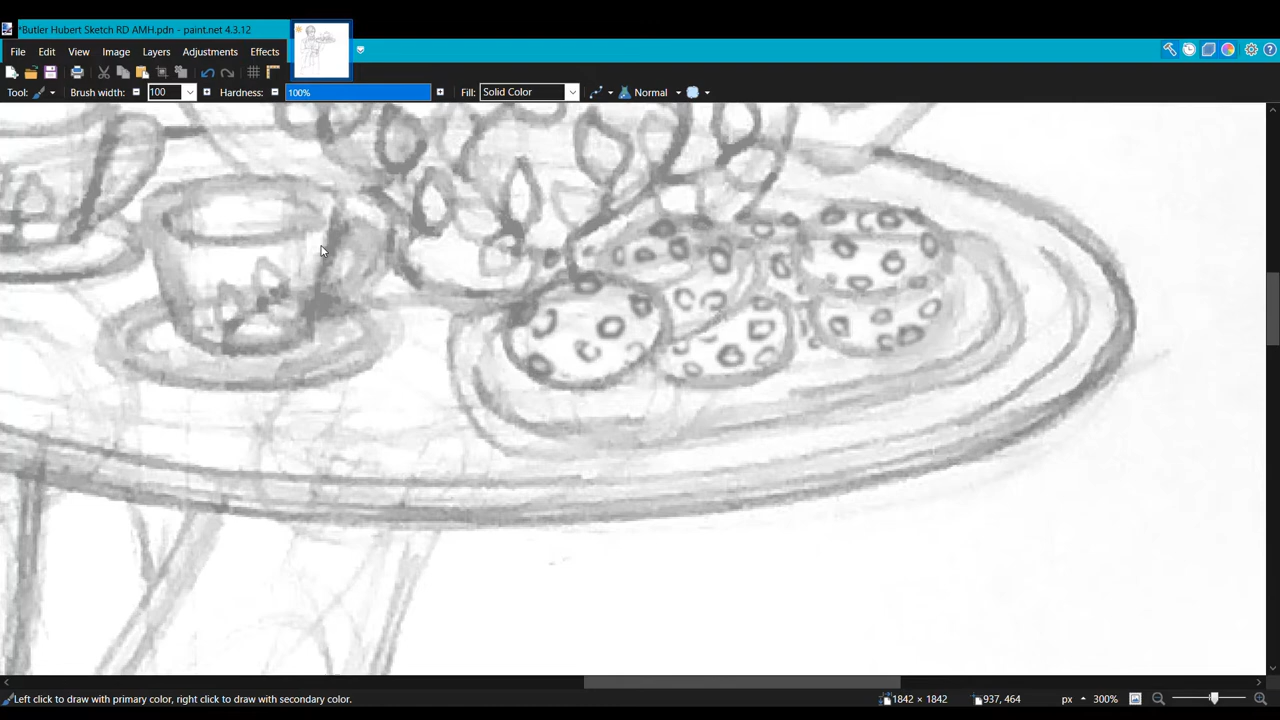 *Butler Hubert Sketch RD AMH.pdn - paint.net 4.3.12
File Edit View Image Layers Adjustments Effects
Tool: Brush width: 100 Hardness: 100% Fill: Solid Color Normal
Left click to draw with primary color, right click to draw with secondary color. 1842 × 1842 937, 464 px 300%